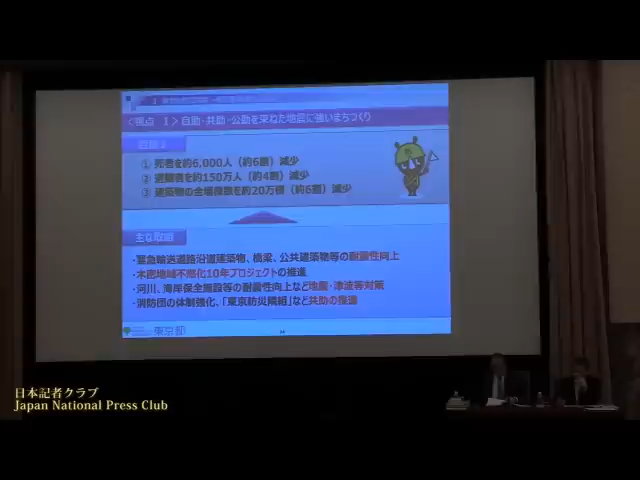 <視点 1>自助・共助・公助を束ねた地震に強いまちづくり
① 死者を約6,000人(約6割)減少
② 避難者を約150万人(約4割)減少
③ 建築物の全壊棟数を約20万棟(約6割)減少
主な取組
・緊急輸送道路沿道建築物、橋梁、公共建築物等の耐震性向上
・木密地域不燃化10年プロジェクトの推進
・河川、海岸保全施設等の耐震性向上など地震・津波等対策
・消防団の体制強化、「東京防災隣組」など共助の推進
東京都
日本記者クラブ
Japan National Press Club